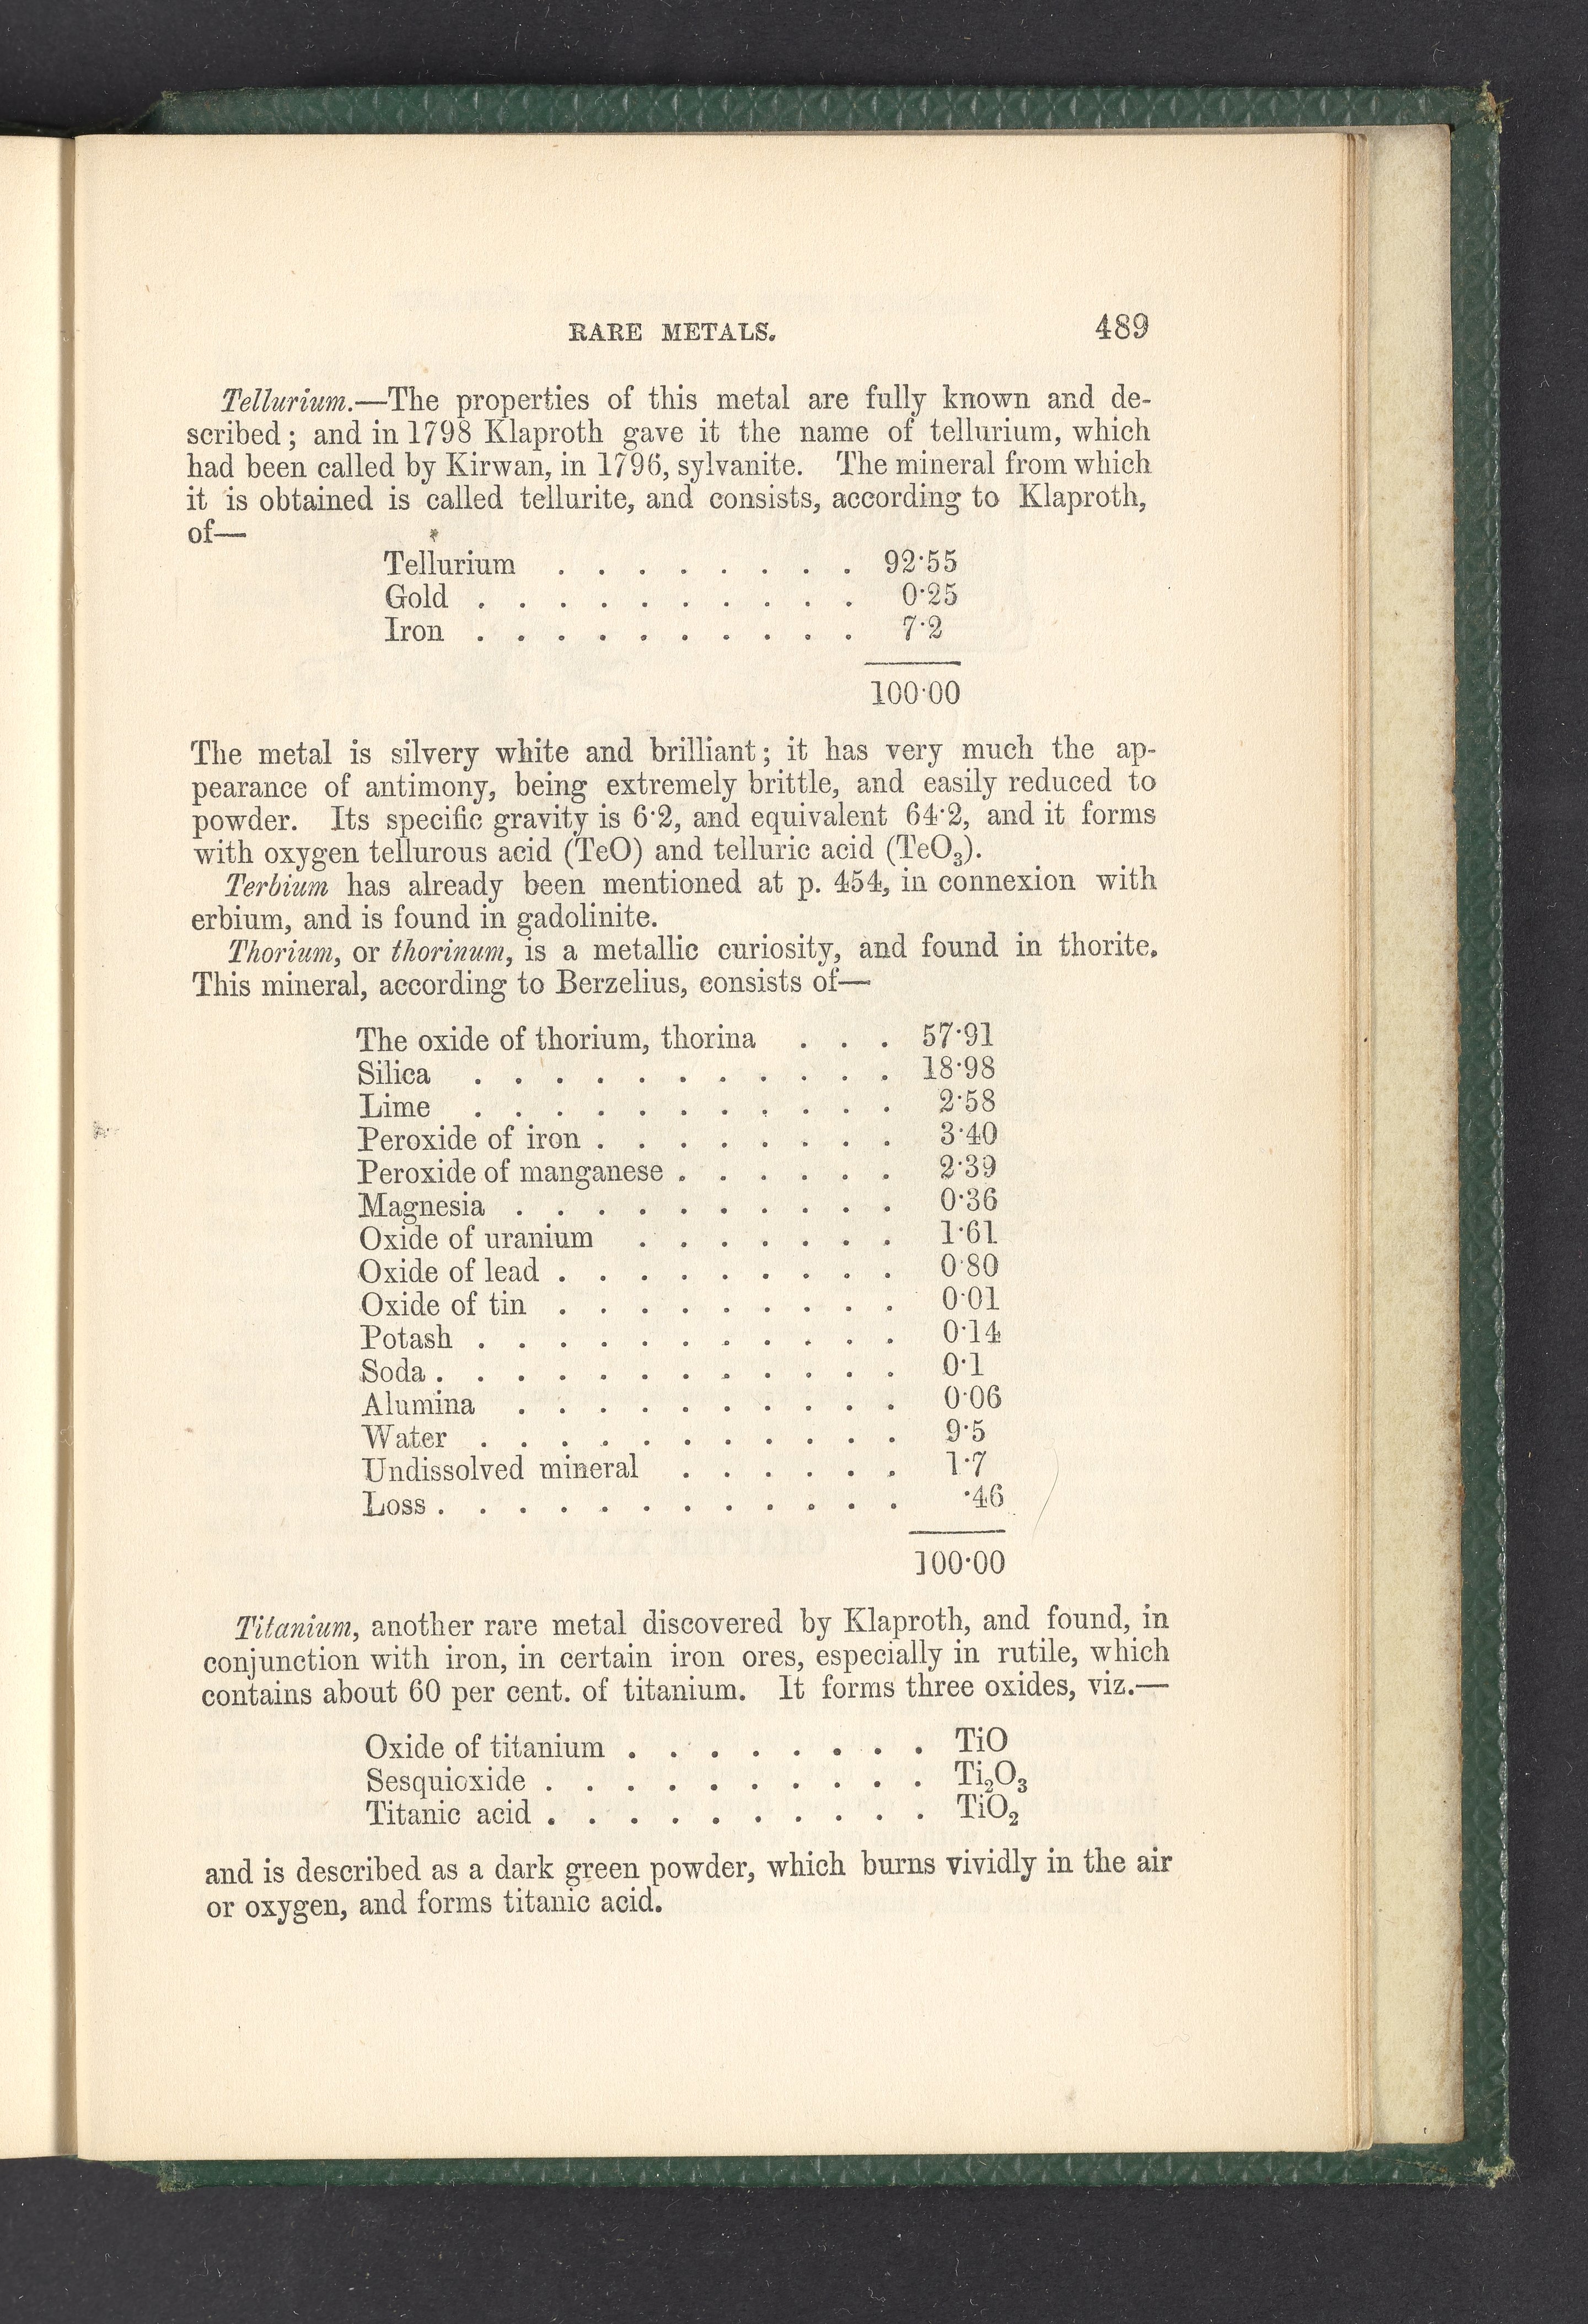 RARE METALS. 489
Tellurium.—The properties of this metal are fully known and de-
scribed; and in 1798 Klaproth gave it the name of tellurium, which
had been called by Kirwan, in 1796, sylvanite. The mineral from which
it is obtained is called tellurite, and consists, according to Klaproth,
of—
Tellurium . . . . . . . . 92·55
Gold . . . . . . . . . . 0·25
Iron . . . . . . . . . . 7·2
100·00
The metal is silvery white and brilliant; it has very much the ap-
pearance of antimony, being extremely brittle, and easily reduced to
powder. Its specific gravity is 6·2, and equivalent 64·2, and it forms
with oxygen tellurous acid (TeO) and telluric acid (TeO₃).
Terbium has already been mentioned at p. 454, in connexion with
erbium, and is found in gadolinite.
Thorium, or thorinum, is a metallic curiosity, and found in thorite.
This mineral, according to Berzelius, consists of—
The oxide of thorium, thorina . . . 57·91
Silica . . . . . . . . . . . 18·98
Lime . . . . . . . . . . . 2·58
Peroxide of iron . . . . . . . . 3·40
Peroxide of manganese . . . . . . 2·39
Magnesia . . . . . . . . . . 0·36
Oxide of uranium . . . . . . . 1·61
Oxide of lead . . . . . . . . . 0·80
Oxide of tin . . . . . . . . . 0·01
Potash . . . . . . . . . . . 0·14
Soda . . . . . . . . . . . . 0·1
Alumina . . . . . . . . . . 0·06
Water . . . . . . . . . . . 9·5
Undissolved mineral . . . . . . 1·7
Loss . . . . . . . . . . . . ·46
100·00
Titanium, another rare metal discovered by Klaproth, and found, in
conjunction with iron, in certain iron ores, especially in rutile, which
contains about 60 per cent. of titanium. It forms three oxides, viz.—
Oxide of titanium . . . . . . . . TiO
Sesquioxide . . . . . . . . . . Ti₂O₃
Titanic acid . . . . . . . . . . TiO₂
and is described as a dark green powder, which burns vividly in the air
or oxygen, and forms titanic acid.